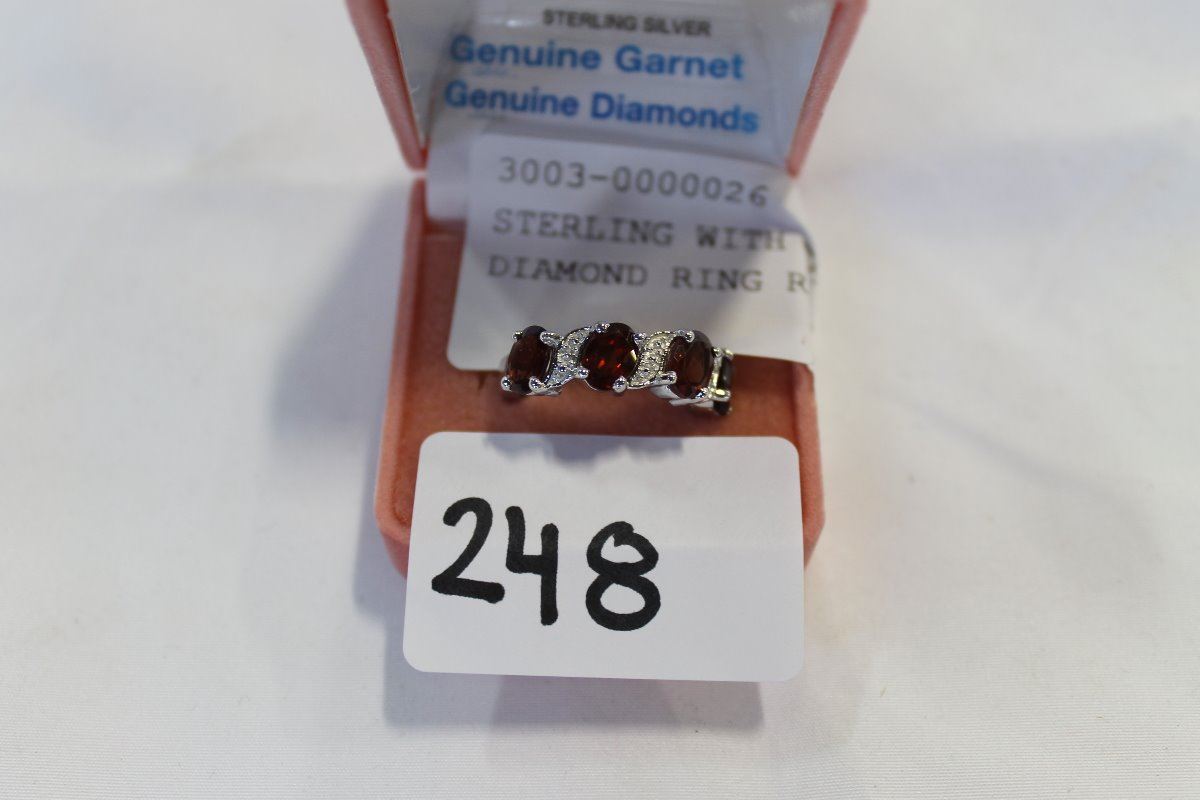 STERLING SILVER
Genuine Garnet
Genuine Diamonds
3003-0000026
STERLING WITH
DIAMOND RING R
248